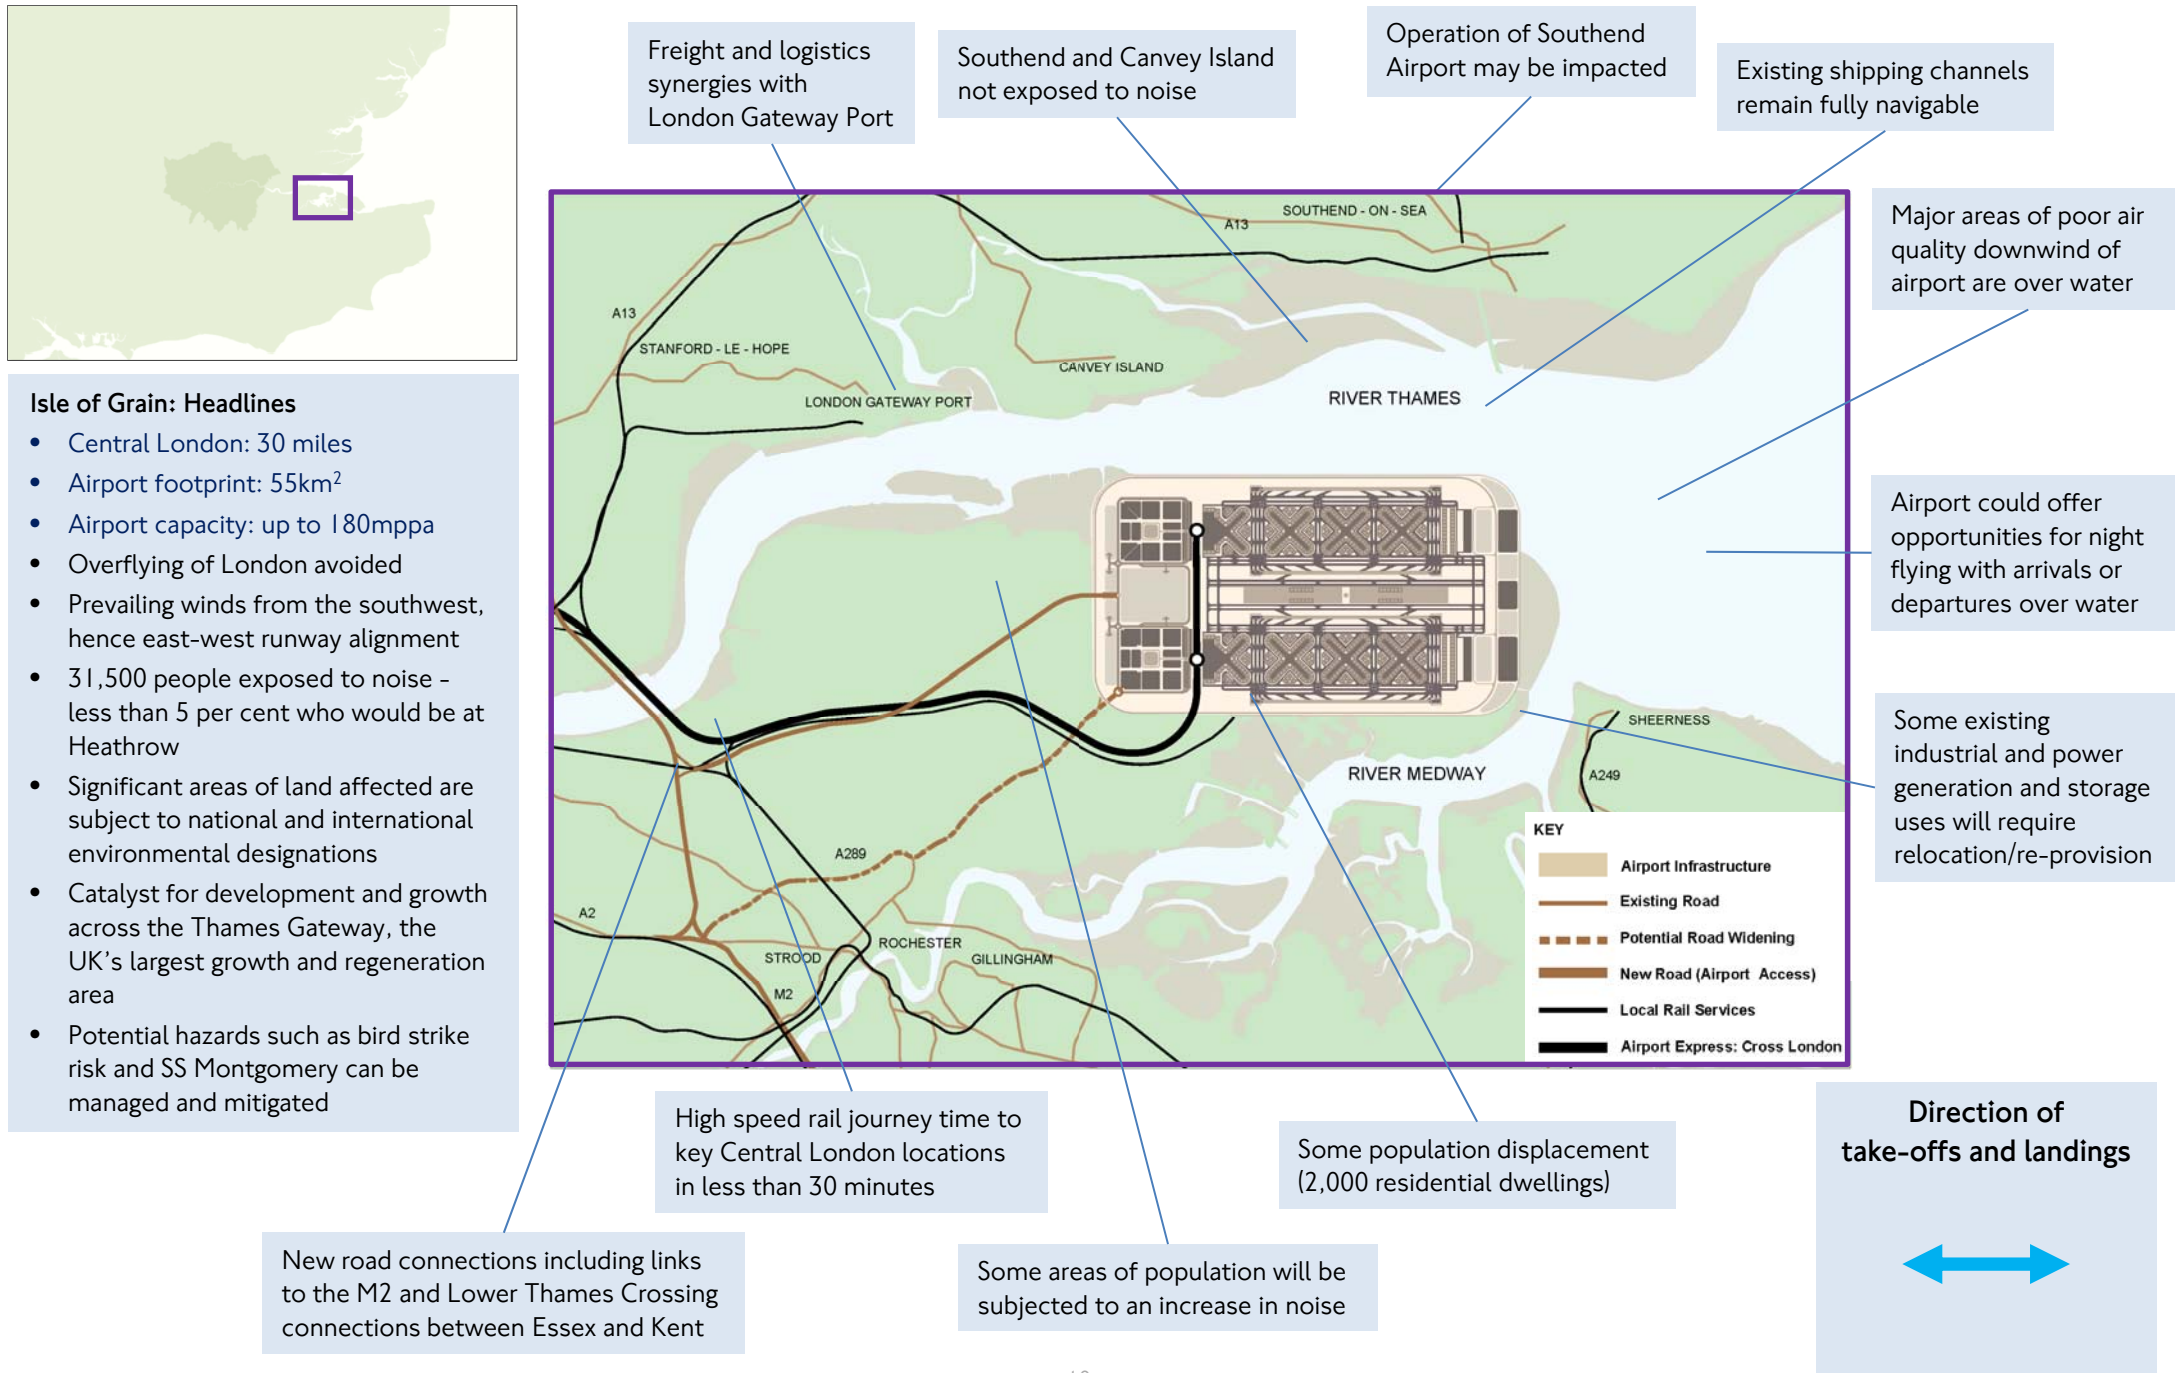 Freight and logistics
synergies with
London Gateway Port
Southend and Canvey Island
not exposed to noise
Operation of Southend
Airport may be impacted
Existing shipping channels
remain fully navigable
Major areas of poor air
quality downwind of
airport are over water
Airport could offer
opportunities for night
flying with arrivals or
departures over water
Some existing
industrial and power
generation and storage
uses will require
relocation/re-provision
Isle of Grain: Headlines
• Central London: 30 miles
• Airport footprint: 55km²
• Airport capacity: up to 180mppa
• Overflying of London avoided
• Prevailing winds from the southwest,
hence east-west runway alignment
• 31,500 people exposed to noise -
less than 5 per cent who would be at
Heathrow
• Significant areas of land affected are
subject to national and international
environmental designations
• Catalyst for development and growth
across the Thames Gateway, the
UK's largest growth and regeneration
area
• Potential hazards such as bird strike
risk and SS Montgomery can be
managed and mitigated
SOUTHEND - ON - SEA
A13
A13
STANFORD - LE - HOPE
CANVEY ISLAND
LONDON GATEWAY PORT
RIVER THAMES
SHEERNESS
RIVER MEDWAY
A249
A289
A2
ROCHESTER
STROOD
GILLINGHAM
M2
KEY
Airport Infrastructure
Existing Road
Potential Road Widening
New Road (Airport Access)
Local Rail Services
Airport Express: Cross London
High speed rail journey time to
key Central London locations
in less than 30 minutes
Some population displacement
(2,000 residential dwellings)
New road connections including links
to the M2 and Lower Thames Crossing
connections between Essex and Kent
Some areas of population will be
subjected to an increase in noise
Direction of
take-offs and landings